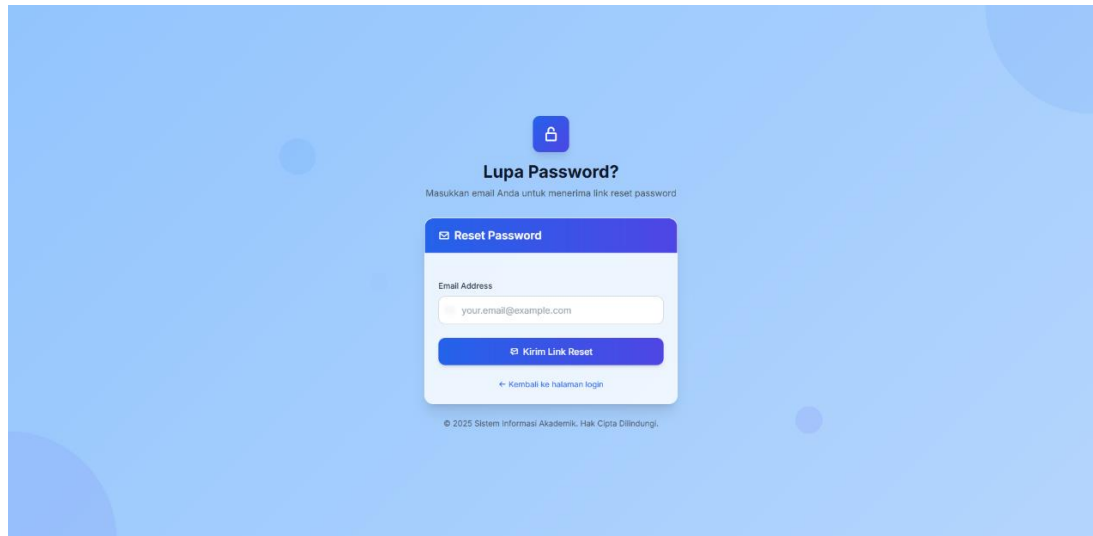 Lupa Password?
Masukkan email Anda untuk menerima link reset password
Reset Password
Email Address
your.email@example.com
Kirim Link Reset
← Kembali ke halaman login
© 2025 Sistem Informasi Akademik. Hak Cipta Dilindungi.